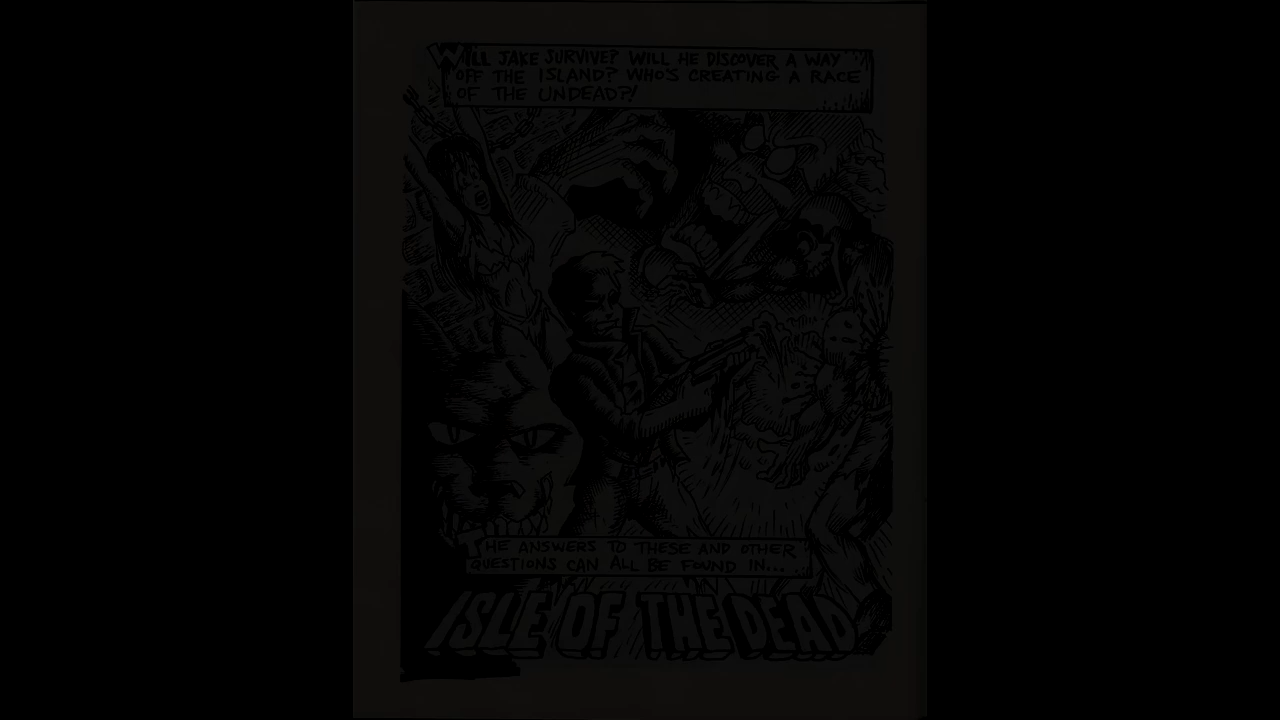 WILL JAKE SURVIVE? WILL HE DISCOVER A WAY
OFF THE ISLAND? WHO'S CREATING A RACE
OF THE UNDEAD?!
THE ANSWERS TO THESE AND OTHER
QUESTIONS CAN ALL BE FOUND IN...
ISLE OF THE DEAD